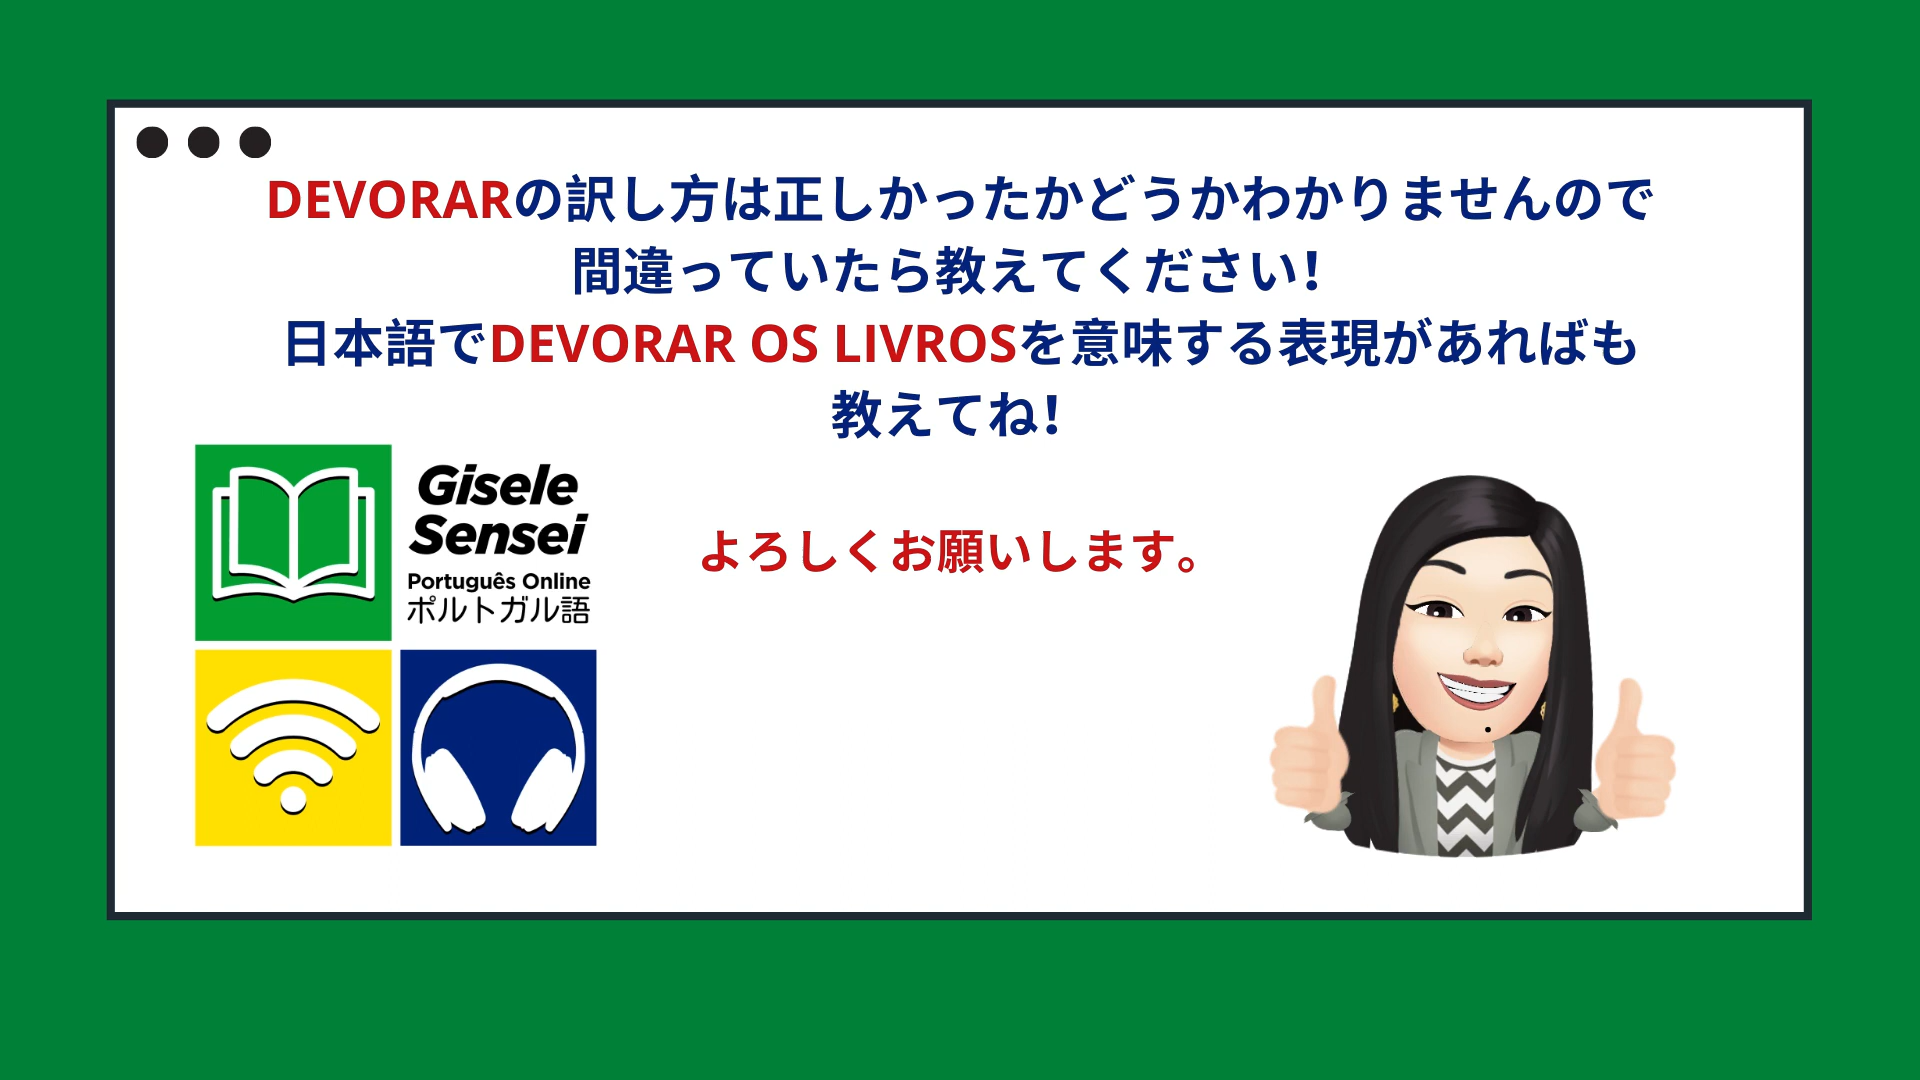 DEVORARの訳し方は正しかったかどうかわかりませんので
間違っていたら教えてください！
日本語でDEVORAR OS LIVROSを意味する表現があればも
教えてね！
Gisele
Sensei
Português Online
ポルトガル語
よろしくお願いします。